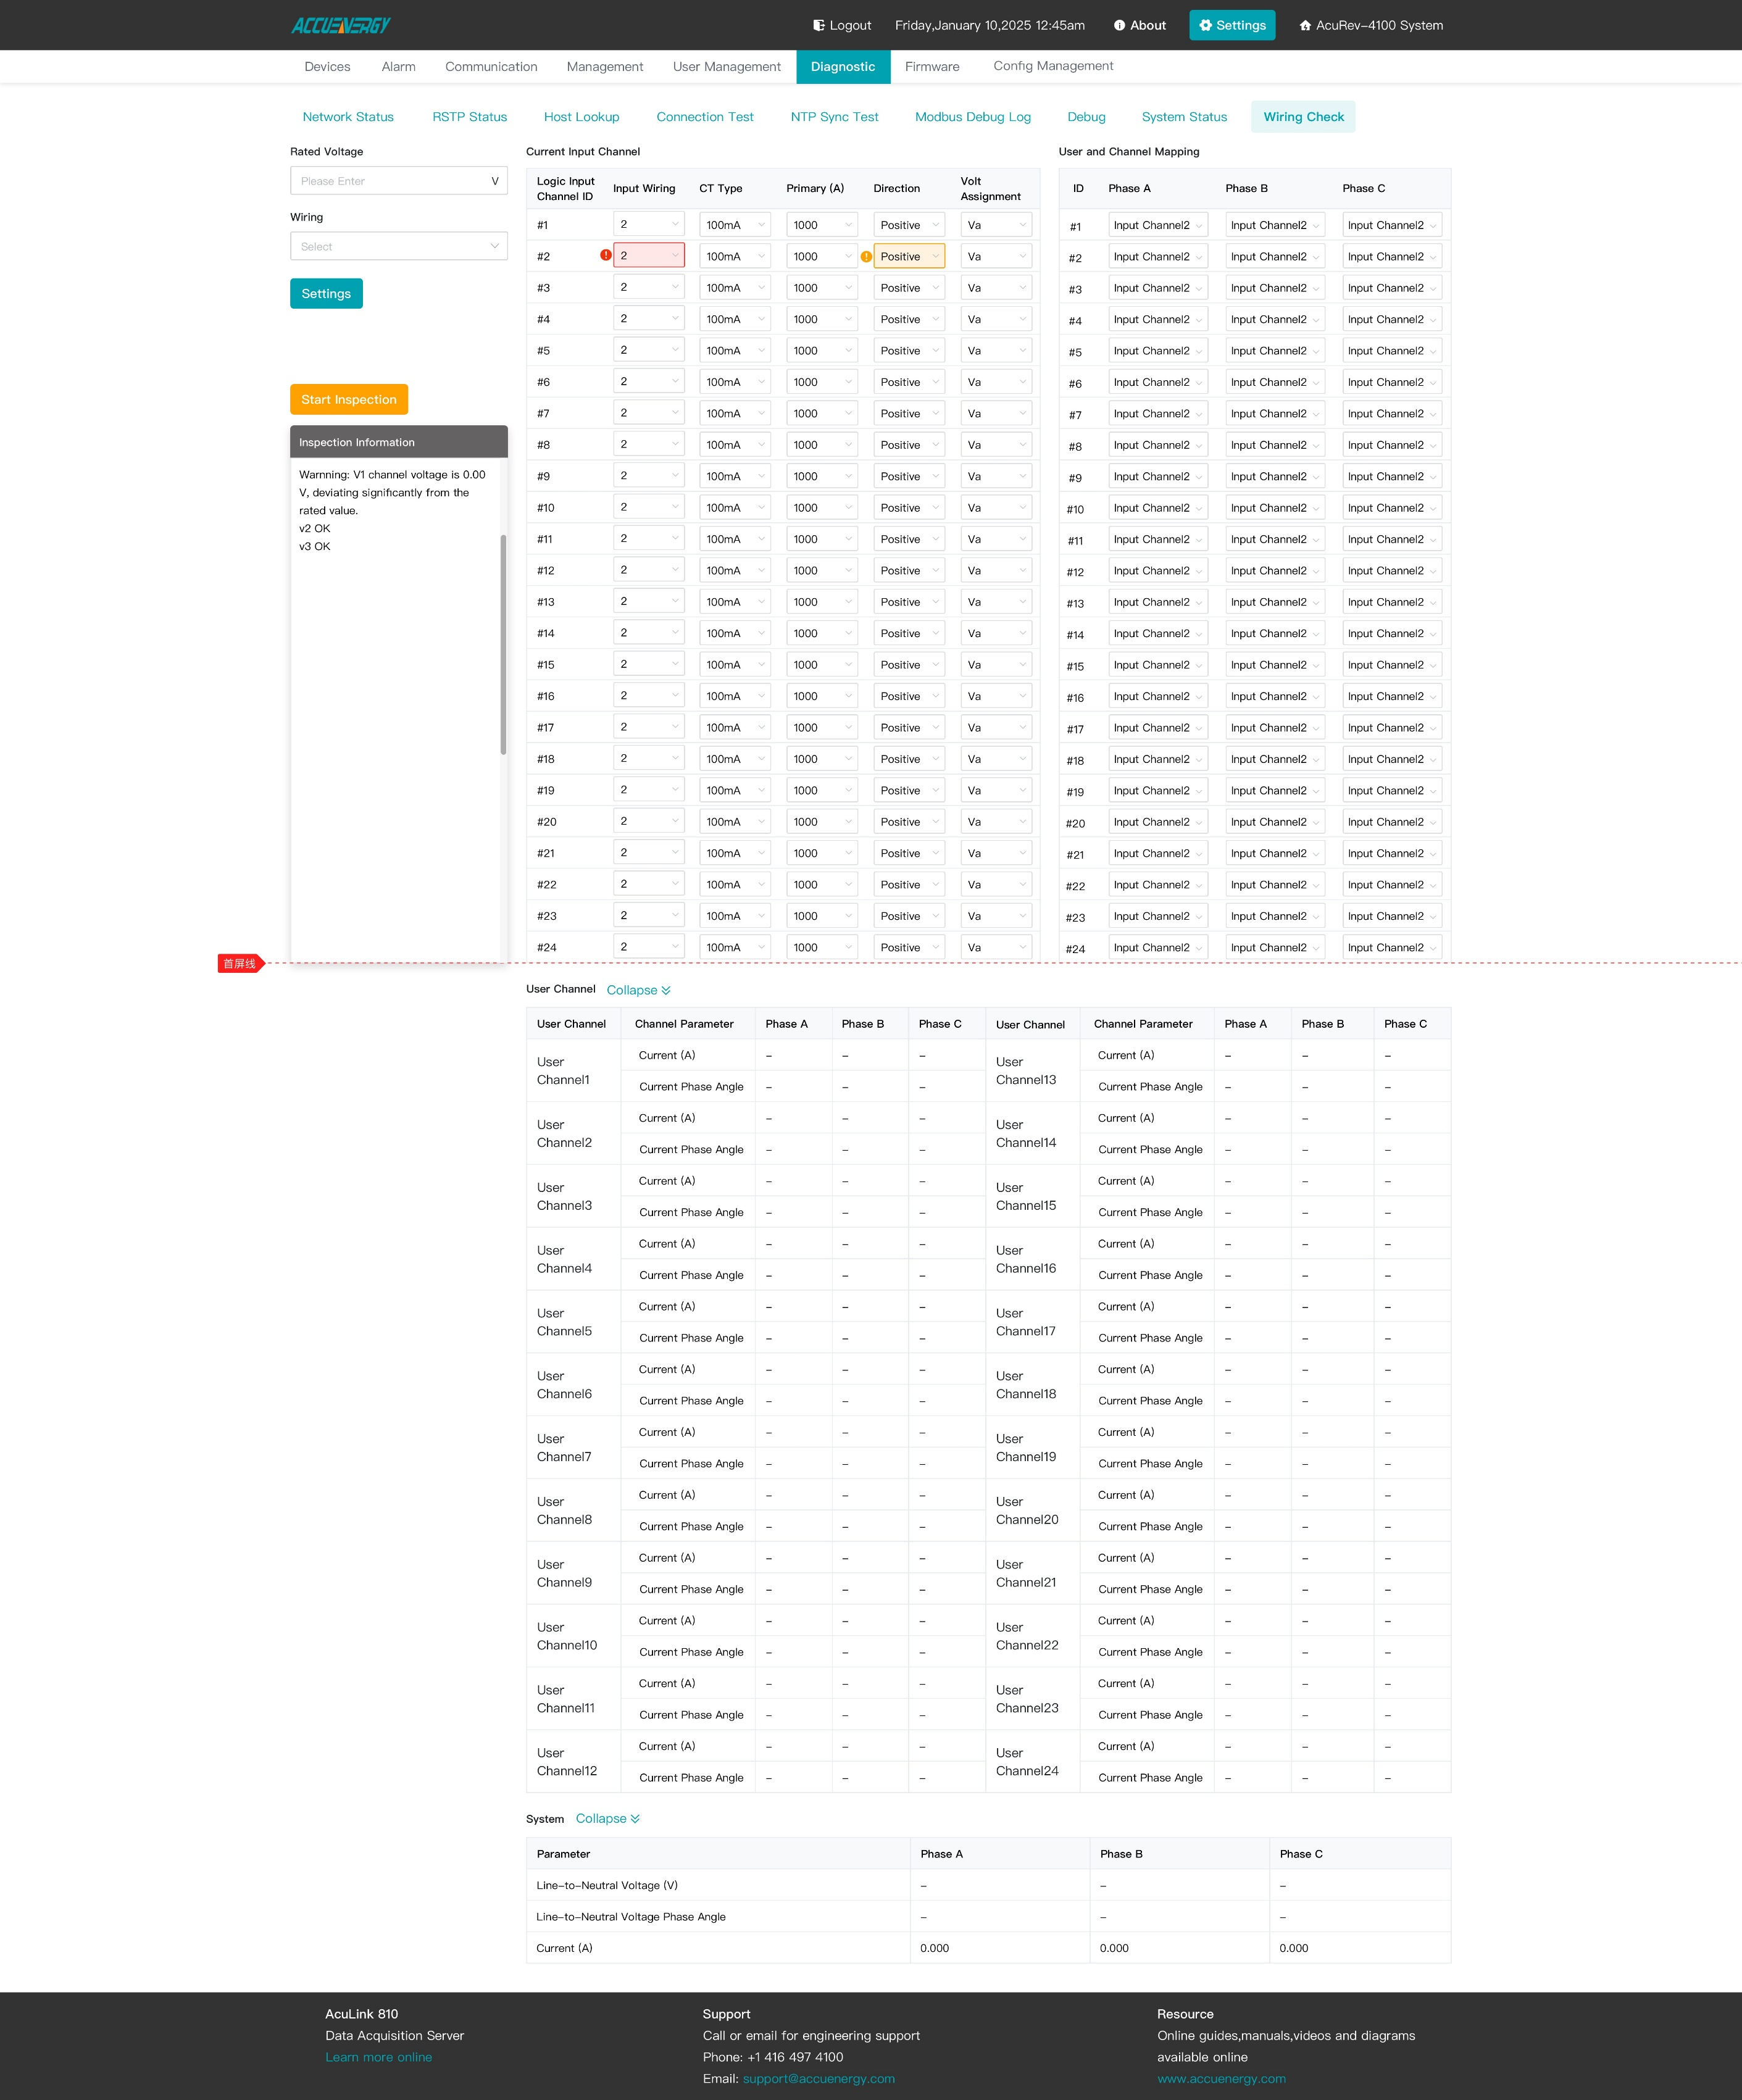 ACCUENERGY
Logout Friday,January 10,2025 12:45am About Settings AcuRev-4100 System
Devices Alarm Communication Management User Management Diagnostic Firmware Config Management
Network Status RSTP Status Host Lookup Connection Test NTP Sync Test Modbus Debug Log Debug System Status Wiring Check
Rated Voltage
Please Enter V
Wiring
Select
Settings
Start Inspection
Inspection Information
Warrning: V1 channel voltage is 0.00
V, deviating significantly from the
rated value.
v2 OK
v3 OK
Current Input Channel
Logic Input Channel ID Input Wiring CT Type Primary (A) Direction Volt Assignment
#1 2 100mA 1000 Positive Va
#2 2 100mA 1000 Positive Va
#3 2 100mA 1000 Positive Va
#4 2 100mA 1000 Positive Va
#5 2 100mA 1000 Positive Va
#6 2 100mA 1000 Positive Va
#7 2 100mA 1000 Positive Va
#8 2 100mA 1000 Positive Va
#9 2 100mA 1000 Positive Va
#10 2 100mA 1000 Positive Va
#11 2 100mA 1000 Positive Va
#12 2 100mA 1000 Positive Va
#13 2 100mA 1000 Positive Va
#14 2 100mA 1000 Positive Va
#15 2 100mA 1000 Positive Va
#16 2 100mA 1000 Positive Va
#17 2 100mA 1000 Positive Va
#18 2 100mA 1000 Positive Va
#19 2 100mA 1000 Positive Va
#20 2 100mA 1000 Positive Va
#21 2 100mA 1000 Positive Va
#22 2 100mA 1000 Positive Va
#23 2 100mA 1000 Positive Va
#24 2 100mA 1000 Positive Va
User and Channel Mapping
ID Phase A Phase B Phase C
#1 Input Channel2 Input Channel2 Input Channel2
#2 Input Channel2 Input Channel2 Input Channel2
#3 Input Channel2 Input Channel2 Input Channel2
#4 Input Channel2 Input Channel2 Input Channel2
#5 Input Channel2 Input Channel2 Input Channel2
#6 Input Channel2 Input Channel2 Input Channel2
#7 Input Channel2 Input Channel2 Input Channel2
#8 Input Channel2 Input Channel2 Input Channel2
#9 Input Channel2 Input Channel2 Input Channel2
#10 Input Channel2 Input Channel2 Input Channel2
#11 Input Channel2 Input Channel2 Input Channel2
#12 Input Channel2 Input Channel2 Input Channel2
#13 Input Channel2 Input Channel2 Input Channel2
#14 Input Channel2 Input Channel2 Input Channel2
#15 Input Channel2 Input Channel2 Input Channel2
#16 Input Channel2 Input Channel2 Input Channel2
#17 Input Channel2 Input Channel2 Input Channel2
#18 Input Channel2 Input Channel2 Input Channel2
#19 Input Channel2 Input Channel2 Input Channel2
#20 Input Channel2 Input Channel2 Input Channel2
#21 Input Channel2 Input Channel2 Input Channel2
#22 Input Channel2 Input Channel2 Input Channel2
#23 Input Channel2 Input Channel2 Input Channel2
#24 Input Channel2 Input Channel2 Input Channel2
首屏线
User Channel Collapse
User Channel Channel Parameter Phase A Phase B Phase C User Channel Channel Parameter Phase A Phase B Phase C
User Channel1 Current (A) – – – User Channel13 Current (A) – – –
Current Phase Angle – – – Current Phase Angle – – –
User Channel2 Current (A) – – – User Channel14 Current (A) – – –
Current Phase Angle – – – Current Phase Angle – – –
User Channel3 Current (A) – – – User Channel15 Current (A) – – –
Current Phase Angle – – – Current Phase Angle – – –
User Channel4 Current (A) – – – User Channel16 Current (A) – – –
Current Phase Angle – – – Current Phase Angle – – –
User Channel5 Current (A) – – – User Channel17 Current (A) – – –
Current Phase Angle – – – Current Phase Angle – – –
User Channel6 Current (A) – – – User Channel18 Current (A) – – –
Current Phase Angle – – – Current Phase Angle – – –
User Channel7 Current (A) – – – User Channel19 Current (A) – – –
Current Phase Angle – – – Current Phase Angle – – –
User Channel8 Current (A) – – – User Channel20 Current (A) – – –
Current Phase Angle – – – Current Phase Angle – – –
User Channel9 Current (A) – – – User Channel21 Current (A) – – –
Current Phase Angle – – – Current Phase Angle – – –
User Channel10 Current (A) – – – User Channel22 Current (A) – – –
Current Phase Angle – – – Current Phase Angle – – –
User Channel11 Current (A) – – – User Channel23 Current (A) – – –
Current Phase Angle – – – Current Phase Angle – – –
User Channel12 Current (A) – – – User Channel24 Current (A) – – –
Current Phase Angle – – – Current Phase Angle – – –
System Collapse
Parameter Phase A Phase B Phase C
Line-to-Neutral Voltage (V) – – –
Line-to-Neutral Voltage Phase Angle – – –
Current (A) 0.000 0.000 0.000
AcuLink 810
Data Acquisition Server
Learn more online
Support
Call or email for engineering support
Phone: +1 416 497 4100
Email: support@accuenergy.com
Resource
Online guides,manuals,videos and diagrams
available online
www.accuenergy.com